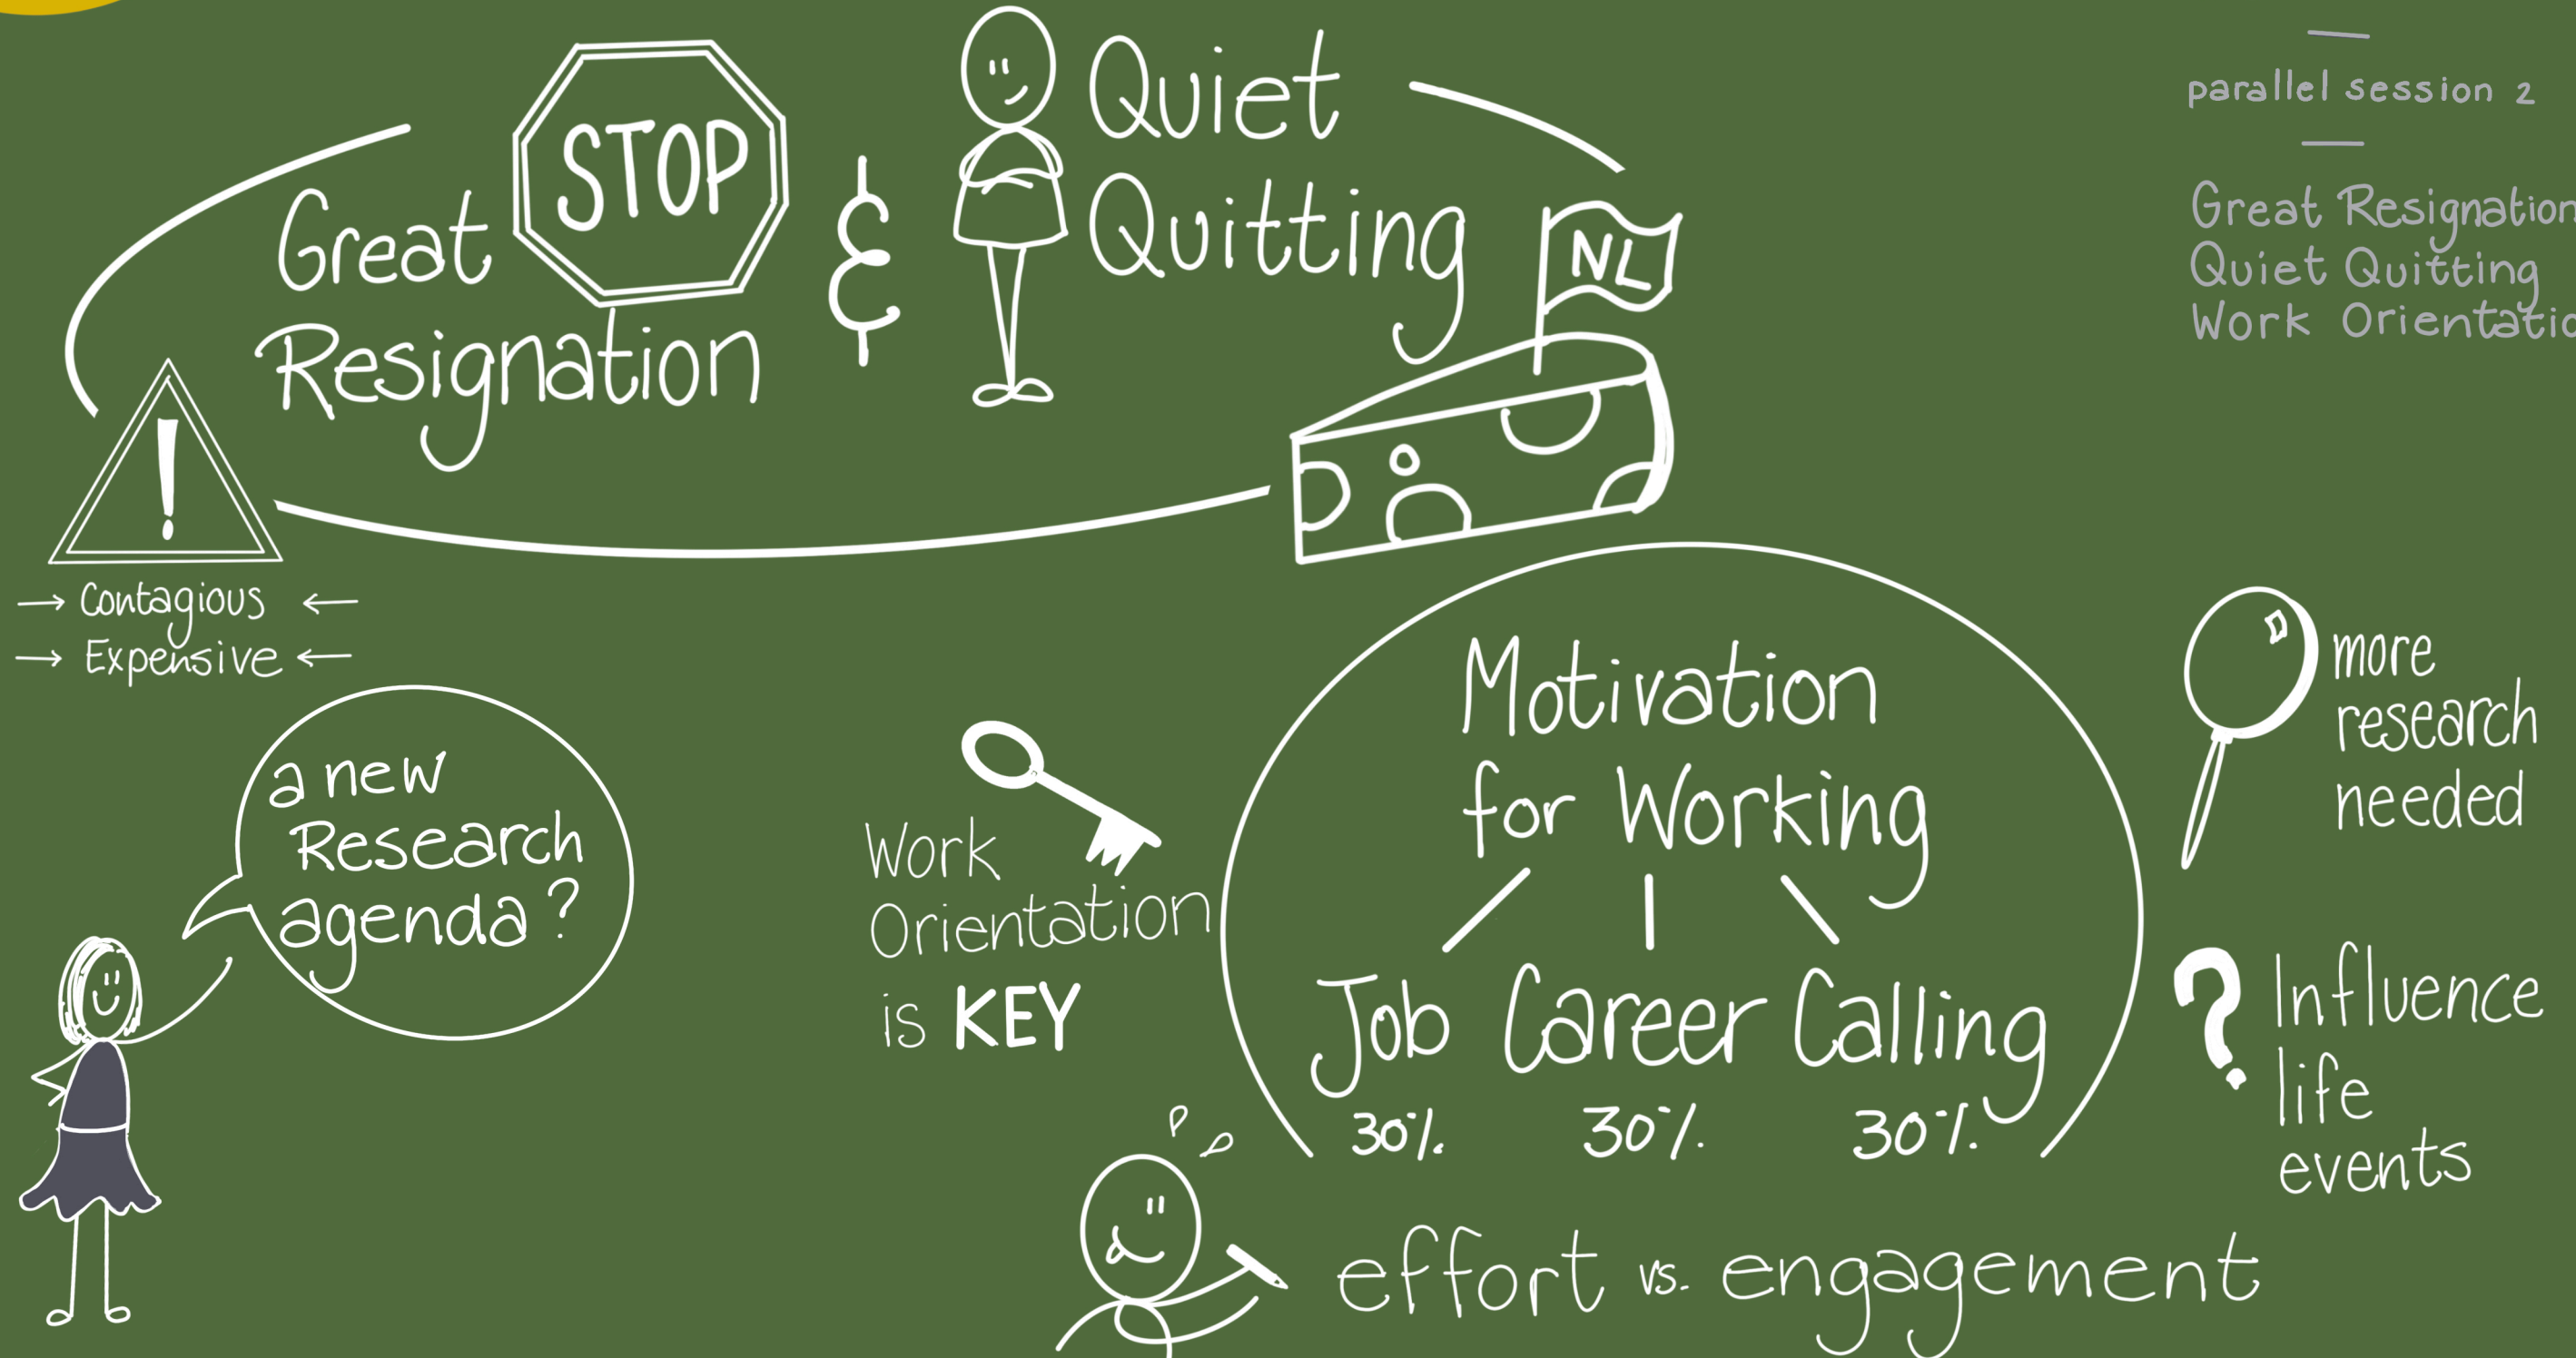 parallel session 2
Great Resignation
Quiet Quitting
Work Orientatio
Great
Resignation
STOP
&
Quiet
Quitting
NL
!
→ Contagious ←
→ Expensive ←
a new
Research
agenda?
Work
Orientation
is KEY
Motivation
for Working
Job Career Calling
30% 30% 30%
more
research
needed
? Influence
life
events
effort vs. engagement